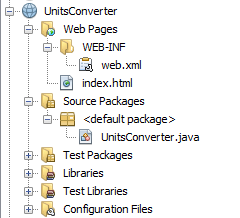 UnitsConverter
Web Pages
WEB-INF
web.xml
index.html
Source Packages
<default package>
UnitsConverter.java
Test Packages
Libraries
Test Libraries
Configuration Files